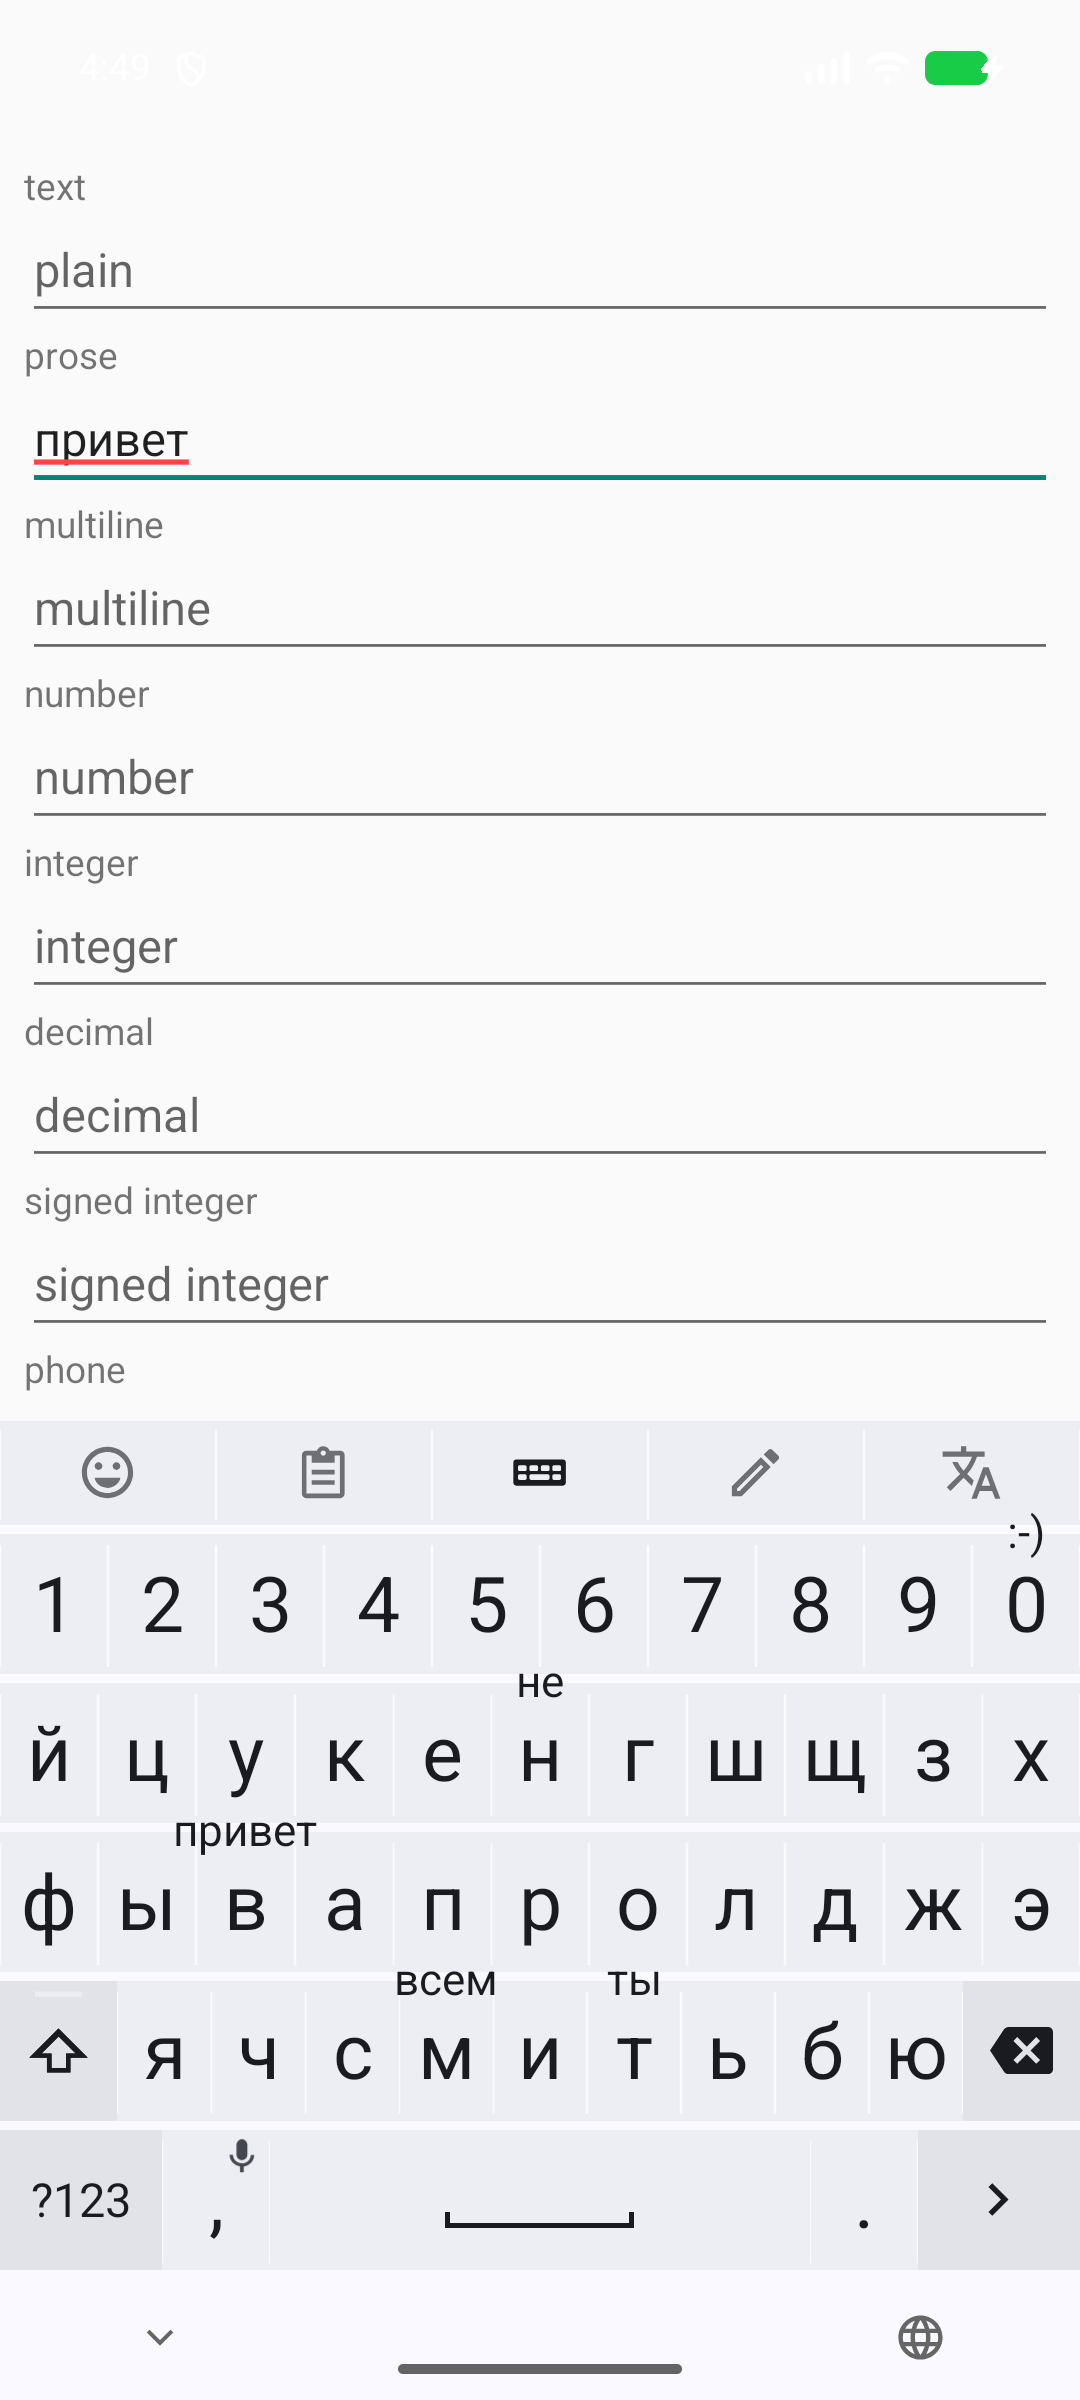 4:49
text
plain
prose
привет
multiline
multiline
number
number
integer
integer
decimal
decimal
signed integer
signed integer
phone
:-)
1 2 3 4 5 6 7 8 9 0
не
й ц у к е н г ш щ з х
привет
ф ы в а п р о л д ж э
всем ты
я ч с м и т ь б ю
?123 , .